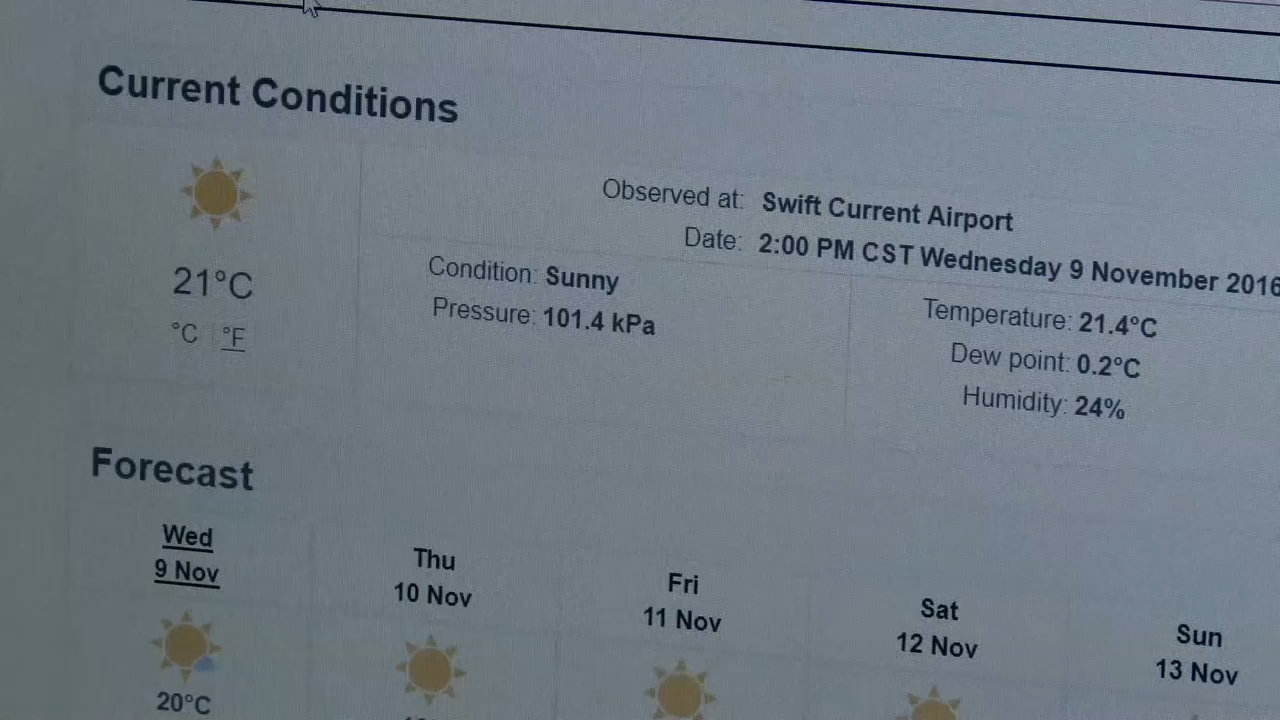 Current Conditions
21°C
°C °F
Observed at: Swift Current Airport
Date: 2:00 PM CST Wednesday 9 November 2016
Condition: Sunny
Pressure: 101.4 kPa
Temperature: 21.4°C
Dew point: 0.2°C
Humidity: 24%
Forecast
Wed
9 Nov
20°C
Thu
10 Nov
Fri
11 Nov
Sat
12 Nov
Sun
13 Nov